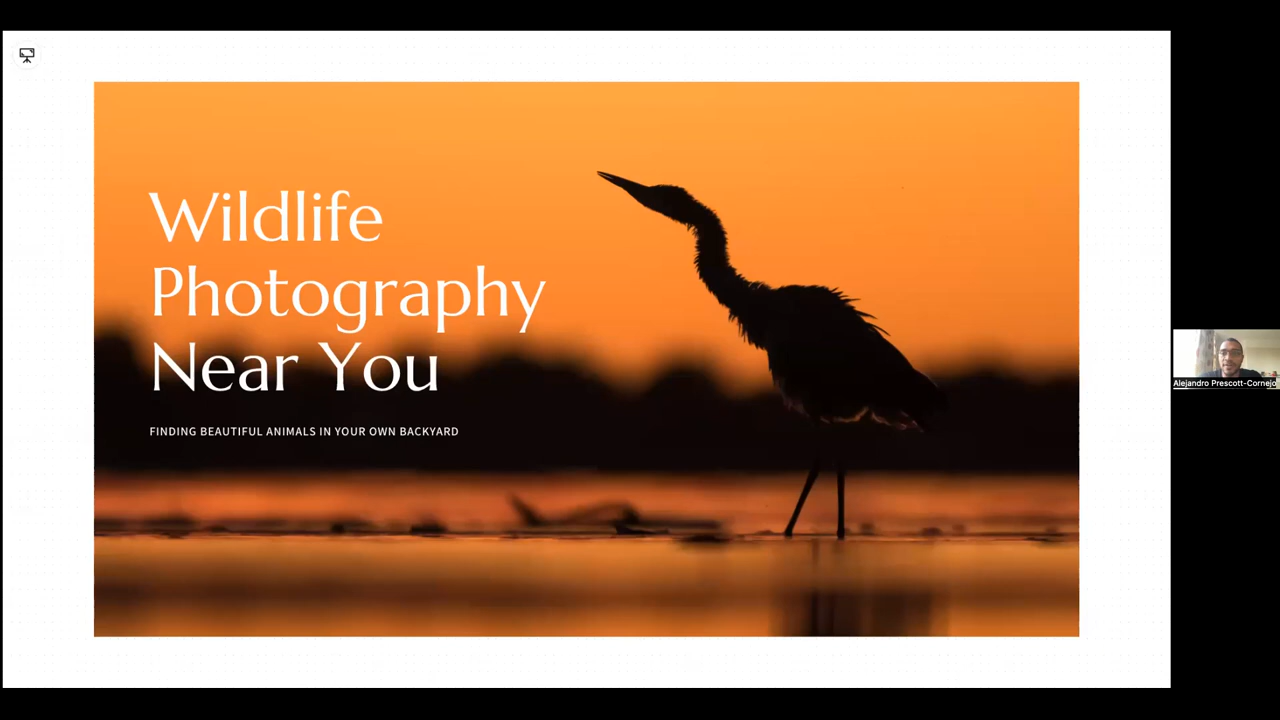 Wildlife
Photography
Near You
FINDING BEAUTIFUL ANIMALS IN YOUR OWN BACKYARD
Alejandro Prescott-Cornejo